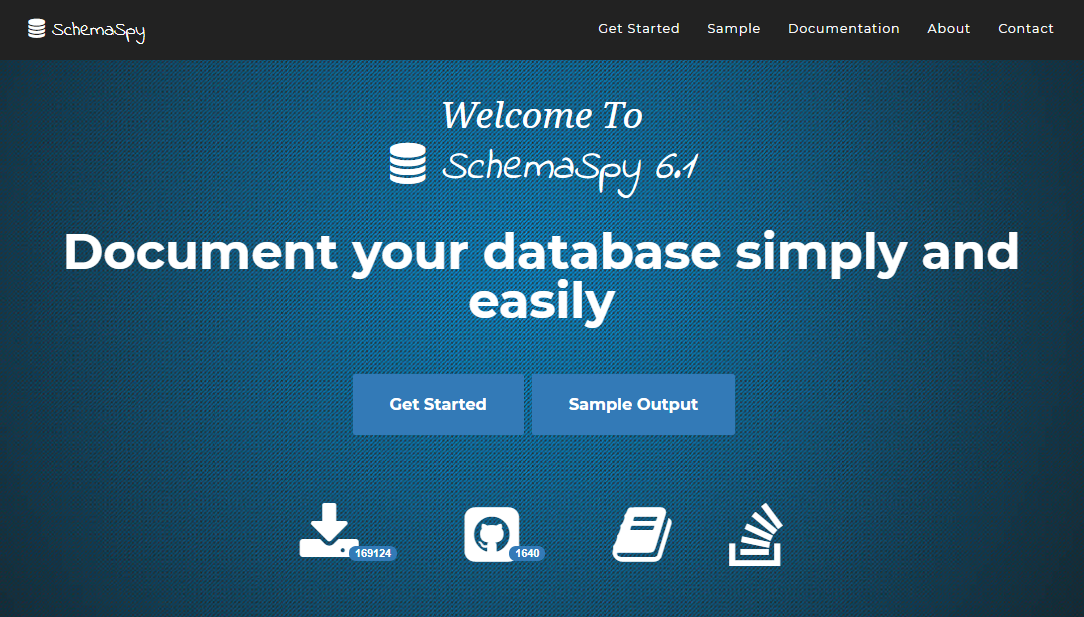 SchemaSpy
Get Started
Sample
Documentation
About
Contact
Welcome To
SchemaSpy 6.1
Document your database simply and
easily
Get Started
Sample Output
169124
1640